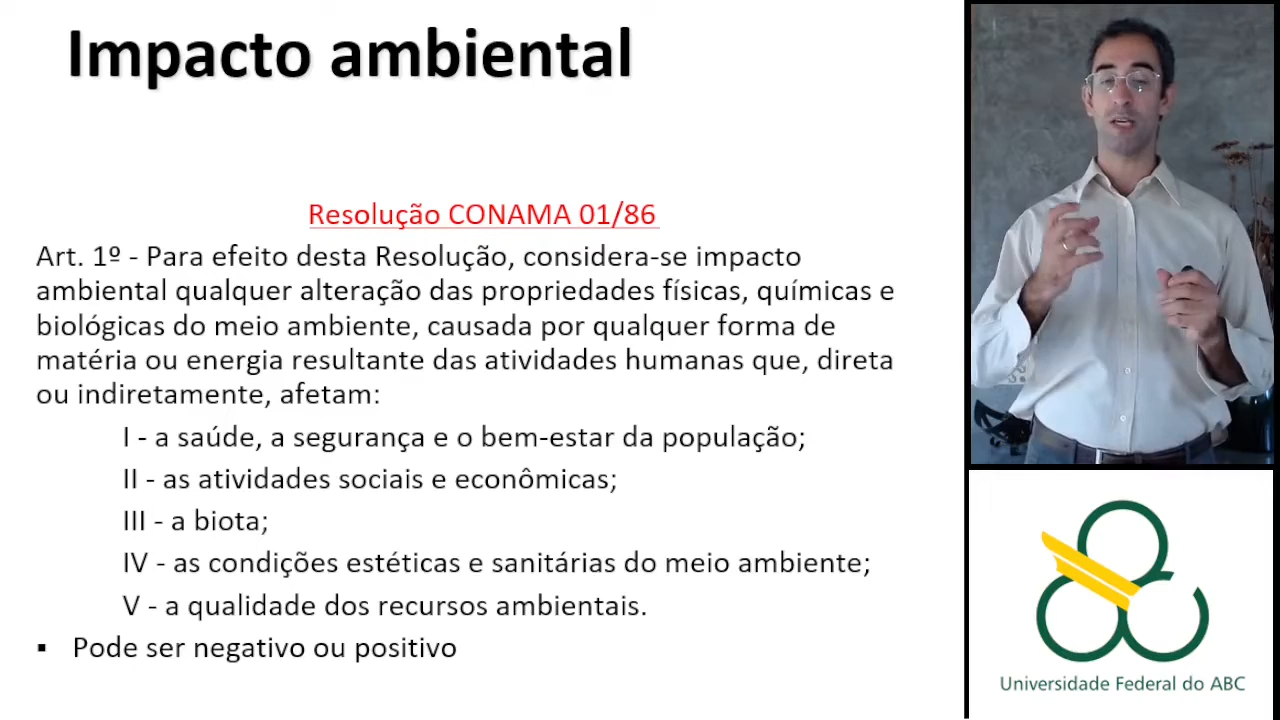 Impacto ambiental
Resolução CONAMA 01/86
Art. 1º - Para efeito desta Resolução, considera-se impacto
ambiental qualquer alteração das propriedades físicas, químicas e
biológicas do meio ambiente, causada por qualquer forma de
matéria ou energia resultante das atividades humanas que, direta
ou indiretamente, afetam:
I - a saúde, a segurança e o bem-estar da população;
II - as atividades sociais e econômicas;
III - a biota;
IV - as condições estéticas e sanitárias do meio ambiente;
V - a qualidade dos recursos ambientais.
▪ Pode ser negativo ou positivo
Universidade Federal do ABC